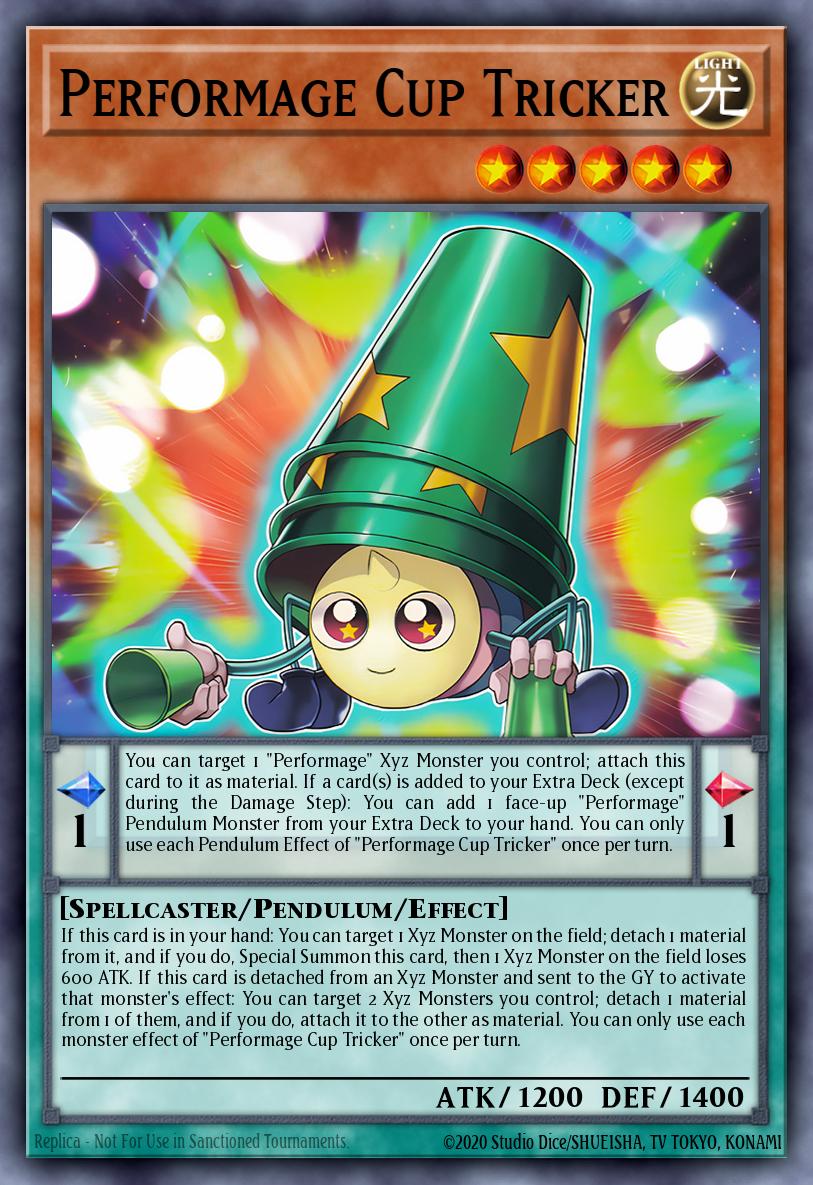 PERFORMAGE CUP TRICKER
LIGHT
光
You can target 1 "Performage" Xyz Monster you control; attach this
card to it as material. If a card(s) is added to your Extra Deck (except
during the Damage Step): You can add 1 face-up "Performage"
Pendulum Monster from your Extra Deck to your hand. You can only
use each Pendulum Effect of "Performage Cup Tricker" once per turn.
1
1
[SPELLCASTER/PENDULUM/EFFECT]
If this card is in your hand: You can target 1 Xyz Monster on the field; detach 1 material
from it, and if you do, Special Summon this card, then 1 Xyz Monster on the field loses
600 ATK. If this card is detached from an Xyz Monster and sent to the GY to activate
that monster's effect: You can target 2 Xyz Monsters you control; detach 1 material
from 1 of them, and if you do, attach it to the other as material. You can only use each
monster effect of "Performage Cup Tricker" once per turn.
ATK/1200 DEF/1400
Replica - Not For Use in Sanctioned Tournaments.
©2020 Studio Dice/SHUEISHA, TV TOKYO, KONAMI